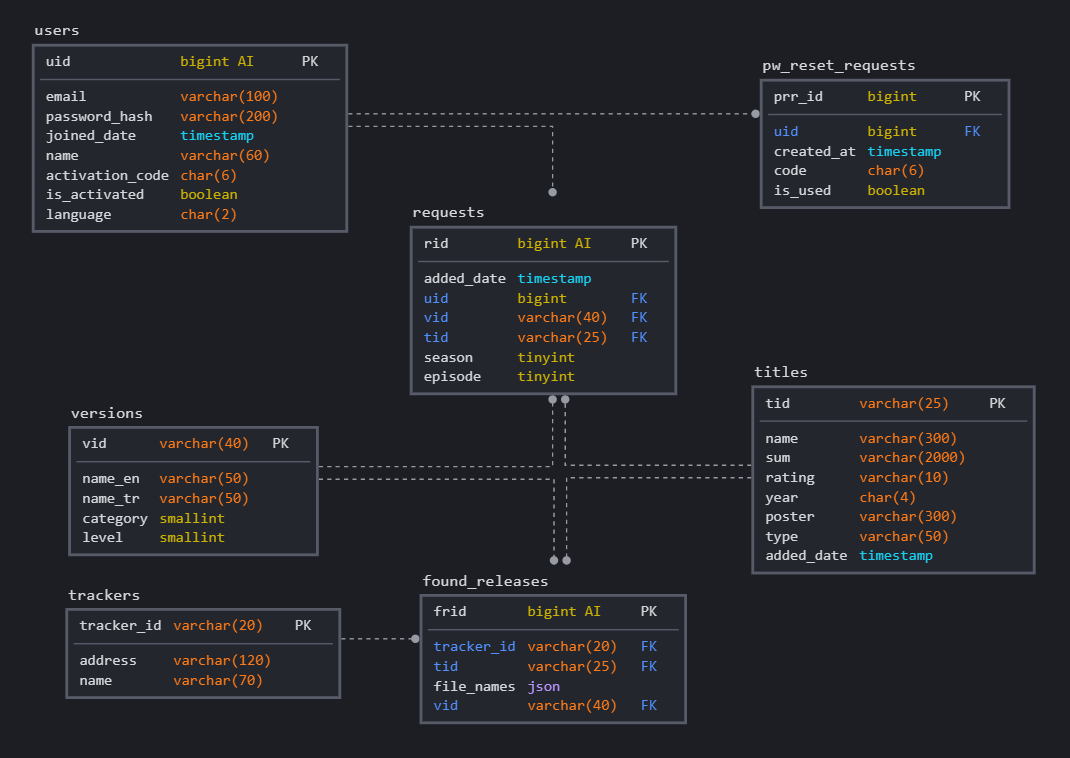 users
uid bigint AI PK
email varchar(100)
password_hash varchar(200)
joined_date timestamp
name varchar(60)
activation_code char(6)
is_activated boolean
language char(2)
pw_reset_requests
prr_id bigint PK
uid bigint FK
created_at timestamp
code char(6)
is_used boolean
requests
rid bigint AI PK
added_date timestamp
uid bigint FK
vid varchar(40) FK
tid varchar(25) FK
season tinyint
episode tinyint
titles
tid varchar(25) PK
name varchar(300)
sum varchar(2000)
rating varchar(10)
year char(4)
poster varchar(300)
type varchar(50)
added_date timestamp
versions
vid varchar(40) PK
name_en varchar(50)
name_tr varchar(50)
category smallint
level smallint
trackers
tracker_id varchar(20) PK
address varchar(120)
name varchar(70)
found_releases
frid bigint AI PK
tracker_id varchar(20) FK
tid varchar(25) FK
file_names json
vid varchar(40) FK